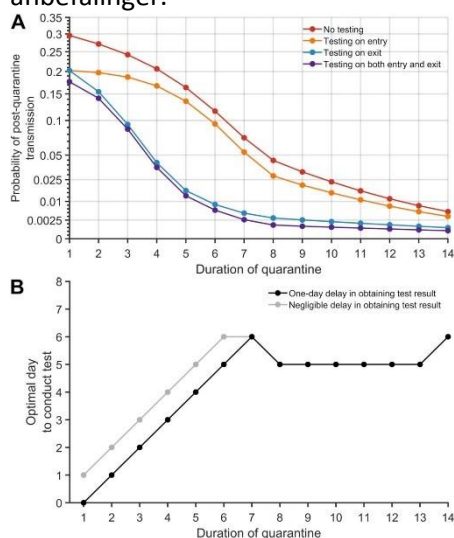 anbefalinger.
A
0.35
0.3
0.25
0.2
0.15
0.1
0.05
0.025
0.01
0.0025
0
Probability of post-quarantine
transmission
No testing
Testing on entry
Testing on exit
Testing on both entry and exit
1 2 3 4 5 6 7 8 9 10 11 12 13 14
Duration of quarantine
B
8
7
6
5
4
3
2
1
0
Optimal day
to conduct test
One-day delay in obtaining test result
Negligible delay in obtaining test result
1 2 3 4 5 6 7 8 9 10 11 12 13 14
Duration of quarantine